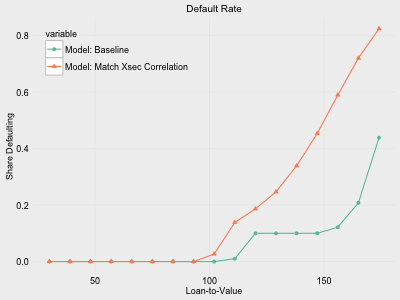 Default Rate
variable
Model: Baseline
Model: Match Xsec Correlation
Share Defaulting
0.8
0.6
0.4
0.2
0.0
50
100
150
Loan-to-Value